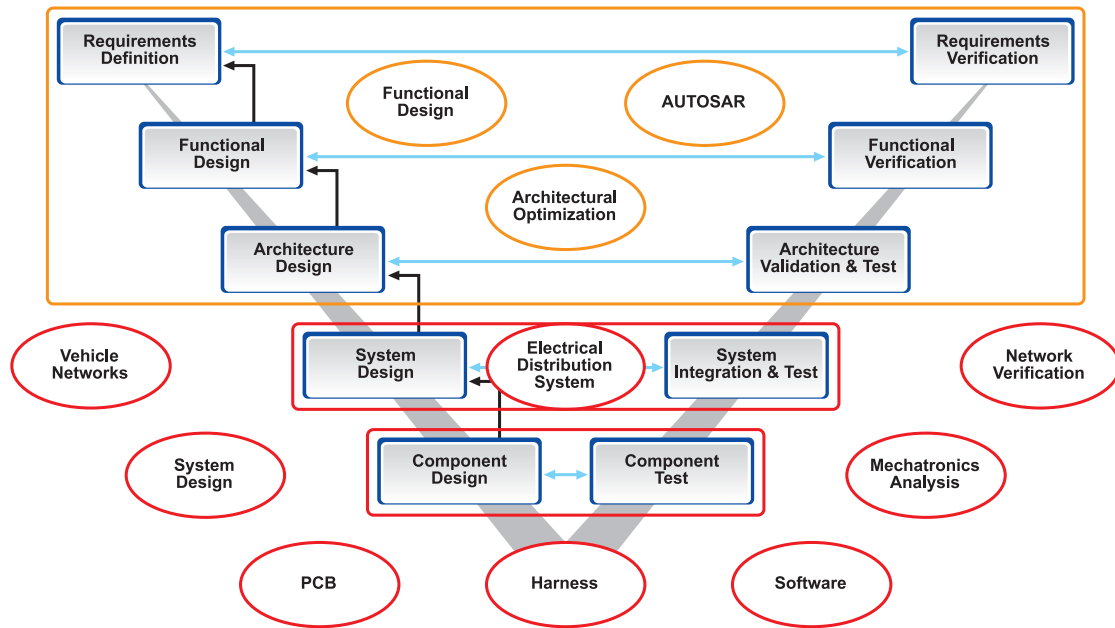 Requirements
Definition
Requirements
Verification
Functional
Design
AUTOSAR
Functional
Design
Functional
Verification
Architectural
Optimization
Architecture
Design
Architecture
Validation & Test
Vehicle
Networks
System
Design
Electrical
Distribution
System
System
Integration & Test
Network
Verification
System
Design
Component
Design
Component
Test
Mechatronics
Analysis
PCB
Harness
Software